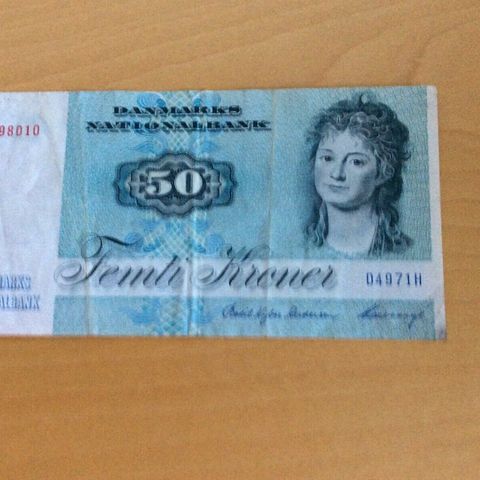 98010
DANMARKS
NATIONALBANK
50
Femti Kroner
D4971H
ARKS
ALBANK